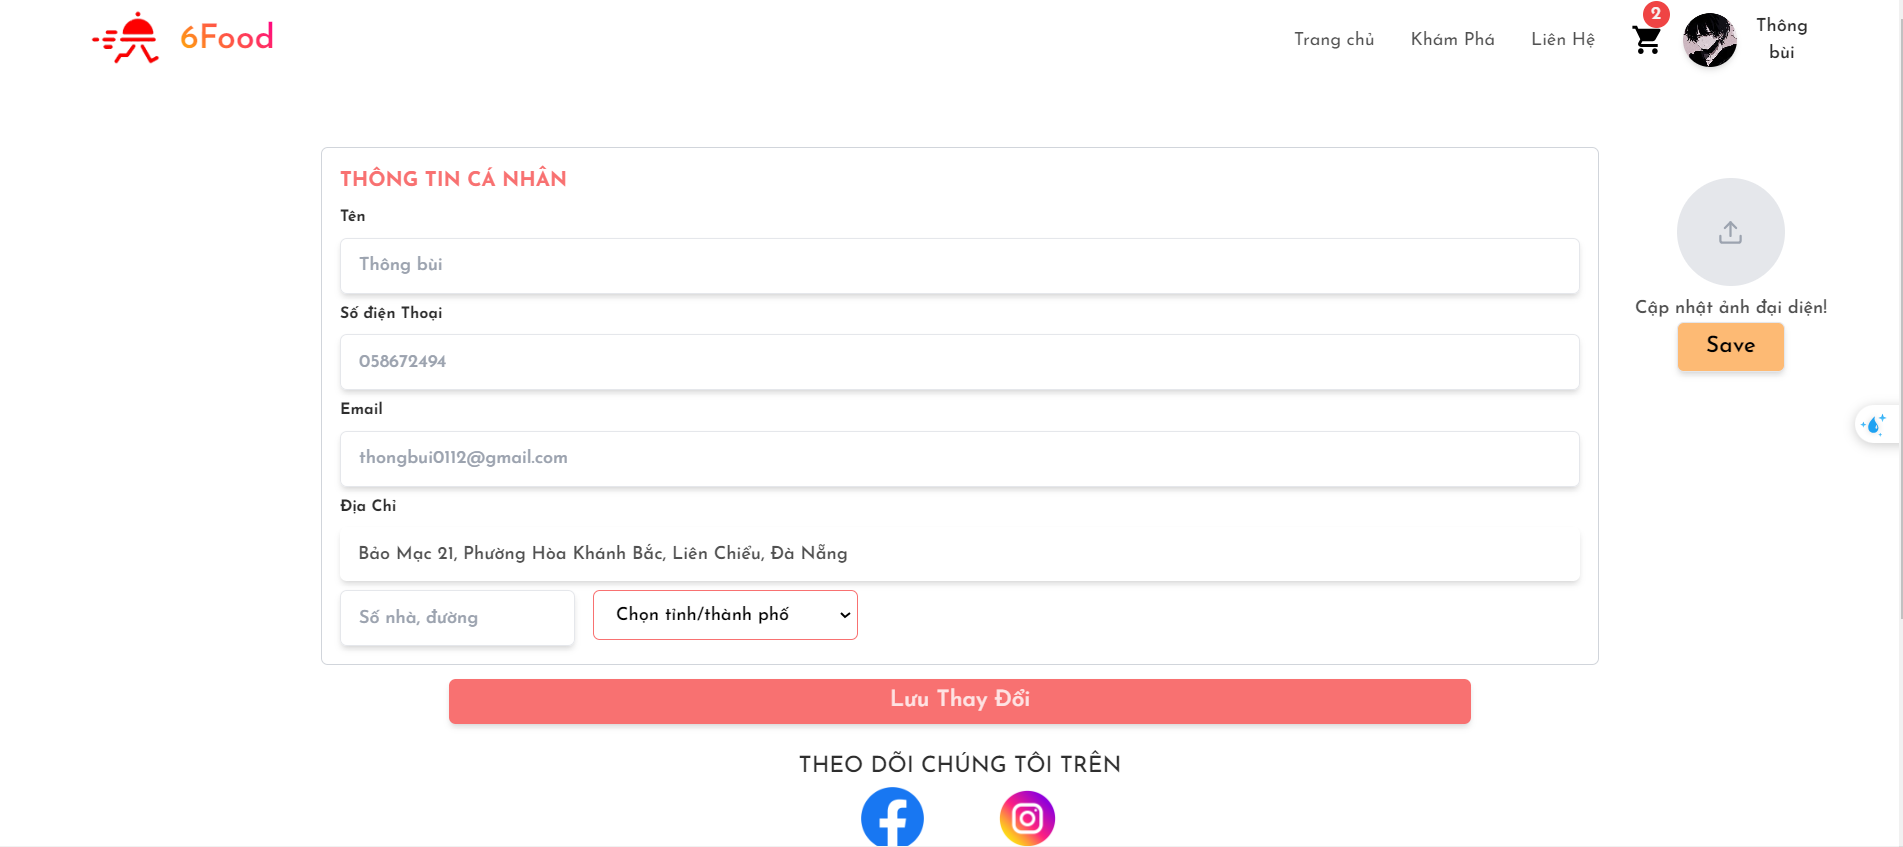 6Food
Trang chủ
Khám Phá
Liên Hệ
2
Thông
bùi
THÔNG TIN CÁ NHÂN
Tên
Thông bùi
Số điện Thoại
058672494
Email
thongbui0112@gmail.com
Địa Chỉ
Bảo Mạc 21, Phường Hòa Khánh Bắc, Liên Chiểu, Đà Nẵng
Số nhà, đường
Chọn tỉnh/thành phố
Cập nhật ảnh đại diện!
Save
Lưu Thay Đổi
THEO DÕI CHÚNG TÔI TRÊN